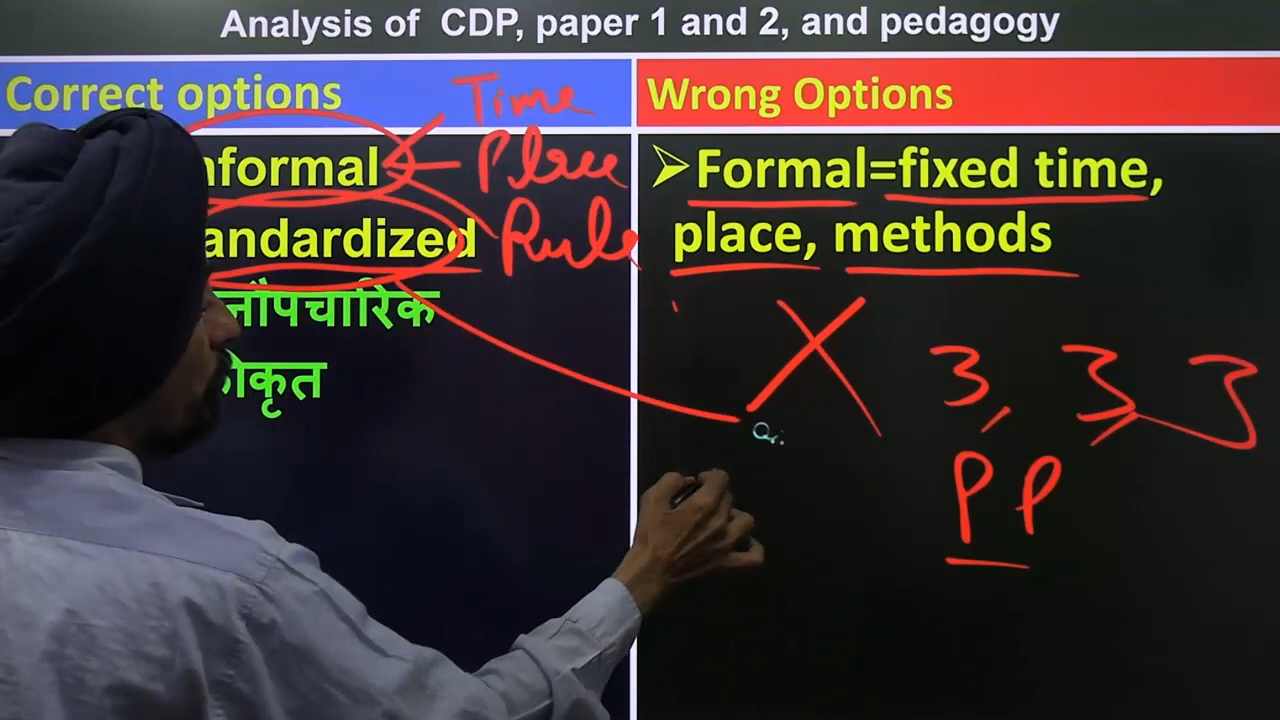 Analysis of CDP, paper 1 and 2, and pedagogy
Correct options
Wrong Options
Time
Place
Rule
nformal
andardized
नौपचारिक
कृत
Formal=fixed time,
place, methods
3, 3, 3
P P